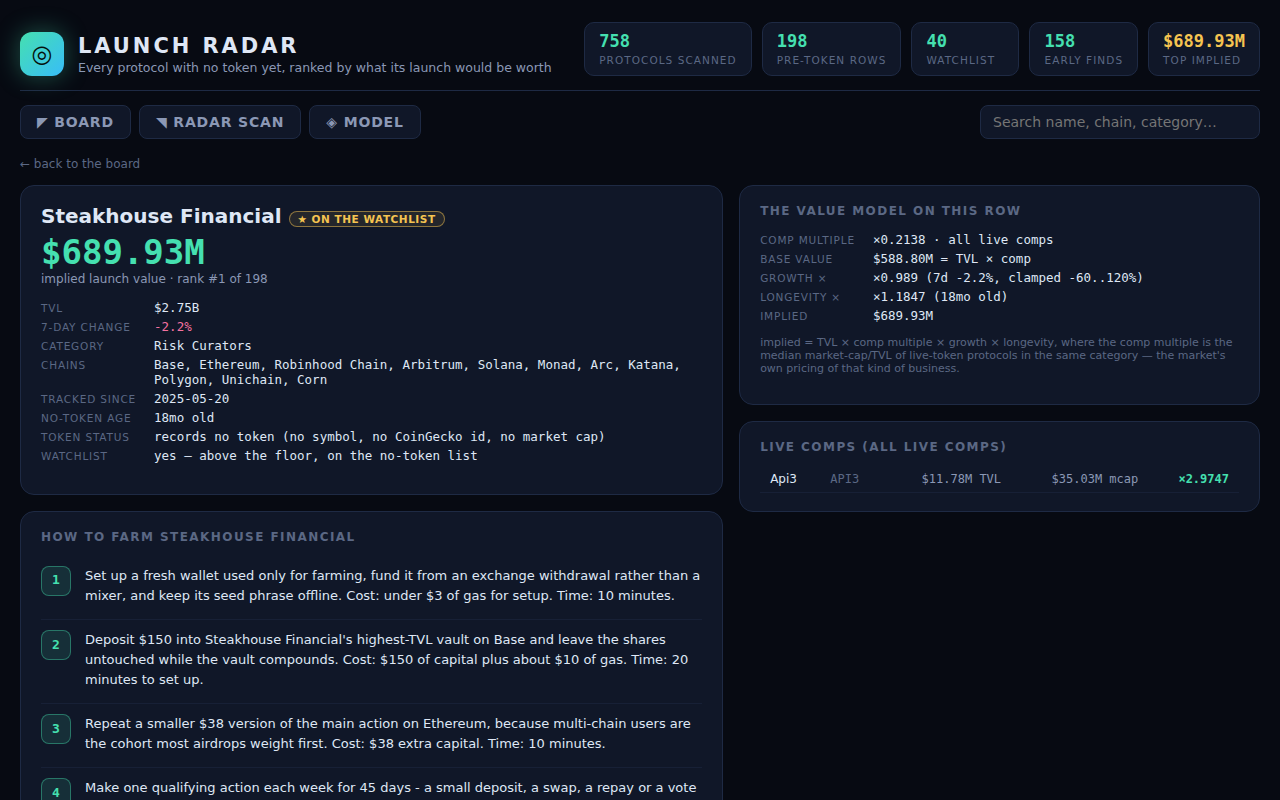 LAUNCH RADAR
Every protocol with no token yet, ranked by what its launch would be worth
758
PROTOCOLS SCANNED
198
PRE-TOKEN ROWS
40
WATCHLIST
158
EARLY FINDS
$689.93M
TOP IMPLIED
◤ BOARD
◥ RADAR SCAN
◈ MODEL
Search name, chain, category…
← back to the board
Steakhouse Financial ★ ON THE WATCHLIST
$689.93M
implied launch value · rank #1 of 198
TVL $2.75B
7-DAY CHANGE -2.2%
CATEGORY Risk Curators
CHAINS Base, Ethereum, Robinhood Chain, Arbitrum, Solana, Monad, Arc, Katana,
Polygon, Unichain, Corn
TRACKED SINCE 2025-05-20
NO-TOKEN AGE 18mo old
TOKEN STATUS records no token (no symbol, no CoinGecko id, no market cap)
WATCHLIST yes — above the floor, on the no-token list
HOW TO FARM STEAKHOUSE FINANCIAL
1 Set up a fresh wallet used only for farming, fund it from an exchange withdrawal rather than a
mixer, and keep its seed phrase offline. Cost: under $3 of gas for setup. Time: 10 minutes.
2 Deposit $150 into Steakhouse Financial's highest-TVL vault on Base and leave the shares
untouched while the vault compounds. Cost: $150 of capital plus about $10 of gas. Time: 20
minutes to set up.
3 Repeat a smaller $38 version of the main action on Ethereum, because multi-chain users are
the cohort most airdrops weight first. Cost: $38 extra capital. Time: 10 minutes.
4 Make one qualifying action each week for 45 days - a small deposit, a swap, a repay or a vote
THE VALUE MODEL ON THIS ROW
COMP MULTIPLE ×0.2138 · all live comps
BASE VALUE $588.80M = TVL × comp
GROWTH × ×0.989 (7d -2.2%, clamped -60..120%)
LONGEVITY × ×1.1847 (18mo old)
IMPLIED $689.93M
implied = TVL × comp multiple × growth × longevity, where the comp multiple is the
median market-cap/TVL of live-token protocols in the same category — the market's
own pricing of that kind of business.
LIVE COMPS (ALL LIVE COMPS)
Api3 API3 $11.78M TVL $35.03M mcap ×2.9747